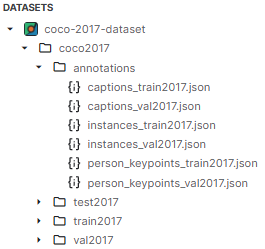 DATASETS
coco-2017-dataset
coco2017
annotations
captions_train2017.json
captions_val2017.json
instances_train2017.json
instances_val2017.json
person_keypoints_train2017.json
person_keypoints_val2017.json
test2017
train2017
val2017